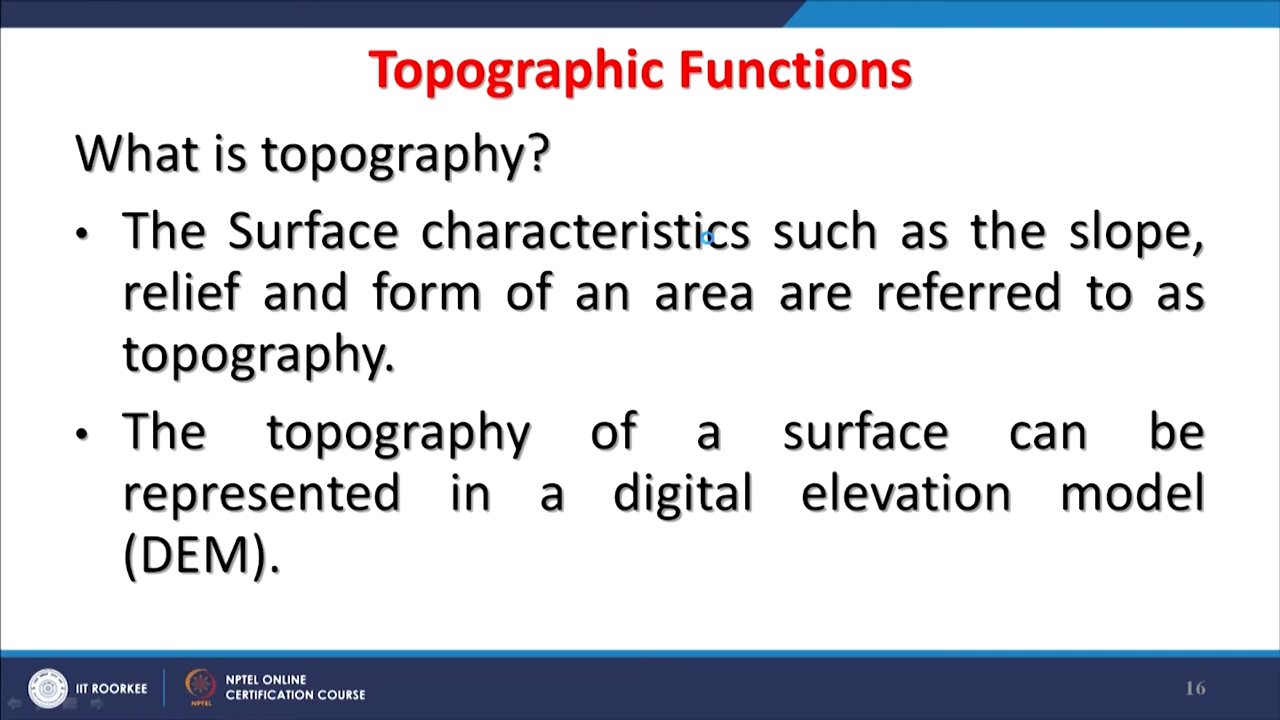 Topographic Functions
What is topography?
• The Surface characteristics such as the slope,
relief and form of an area are referred to as
topography.
• The topography of a surface can be
represented in a digital elevation model
(DEM).
IIT ROORKEE
NPTEL
NPTEL ONLINE
CERTIFICATION COURSE
16